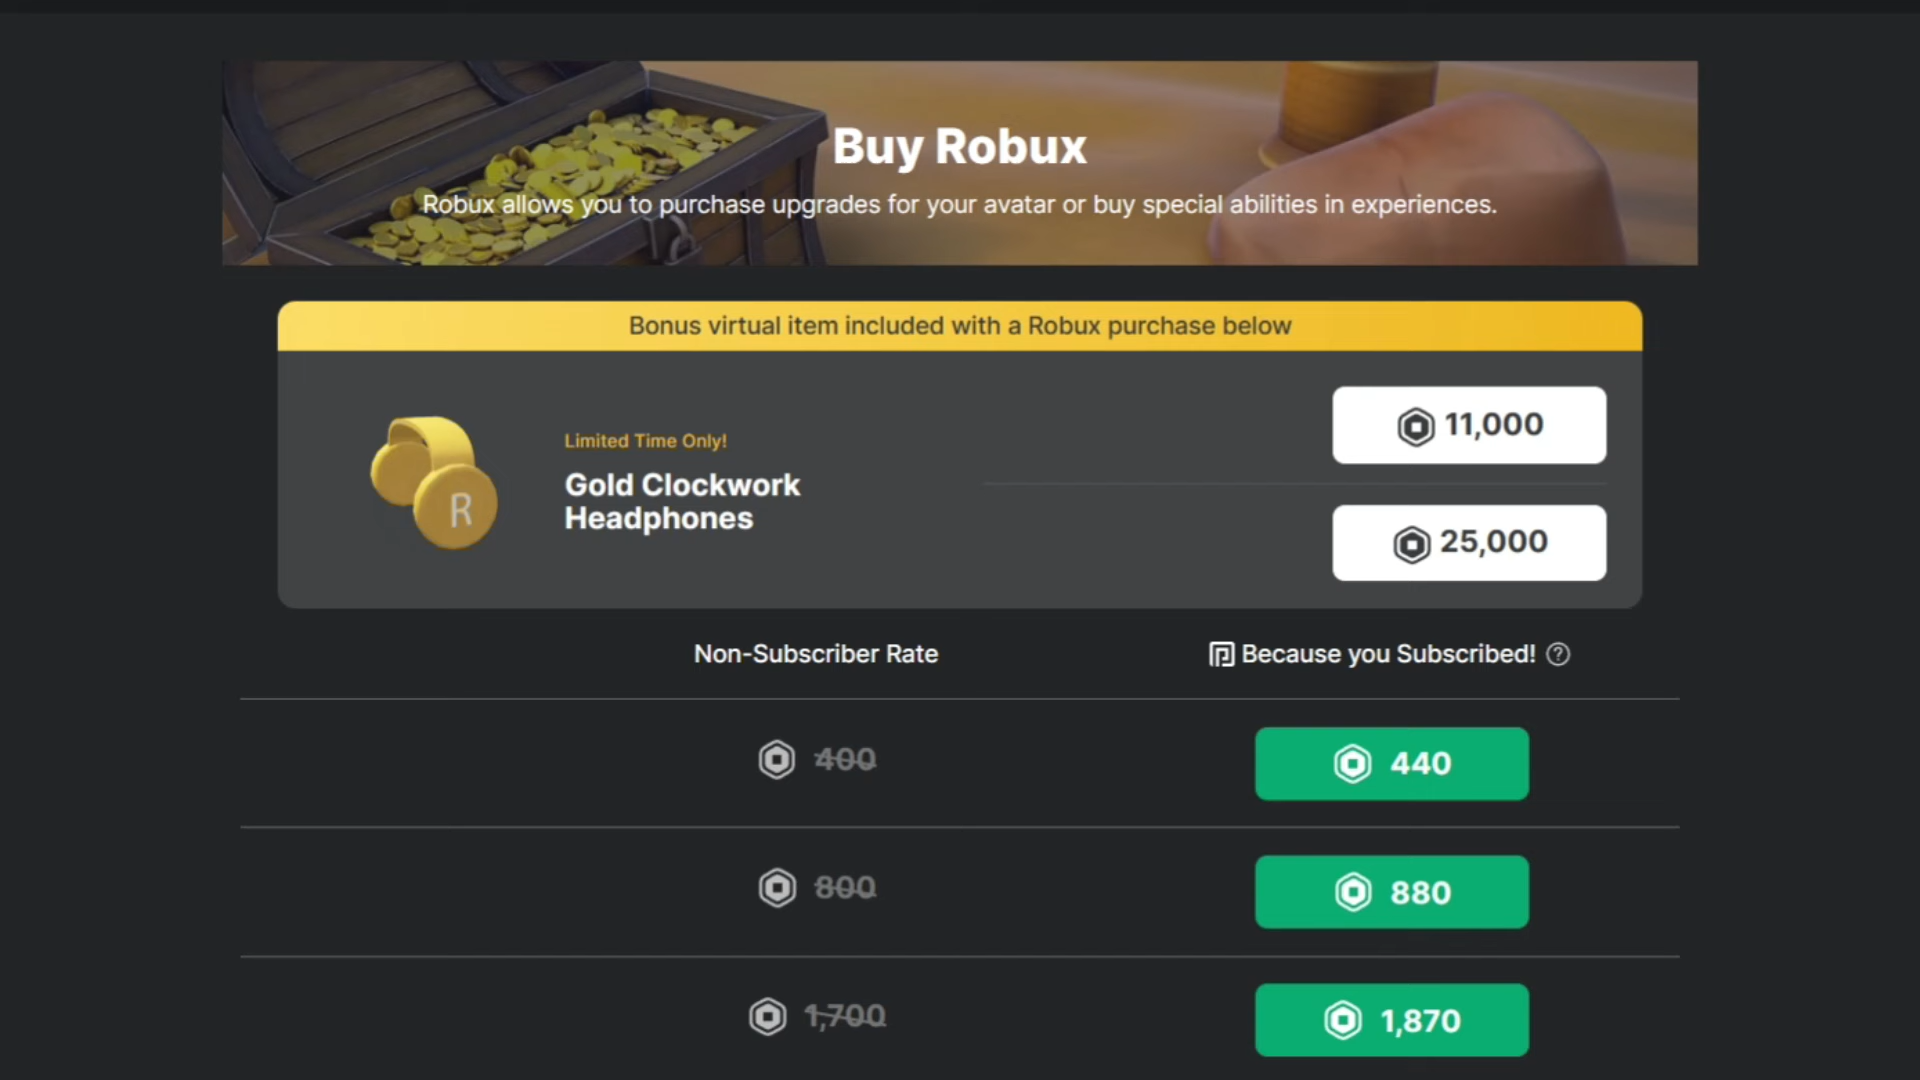 Buy Robux
Robux allows you to purchase upgrades for your avatar or buy special abilities in experiences.
Bonus virtual item included with a Robux purchase below
R
Limited Time Only!
Gold Clockwork
Headphones
11,000
25,000
Non-Subscriber Rate
Because you Subscribed! ?
400
440
800
880
1,700
1,870